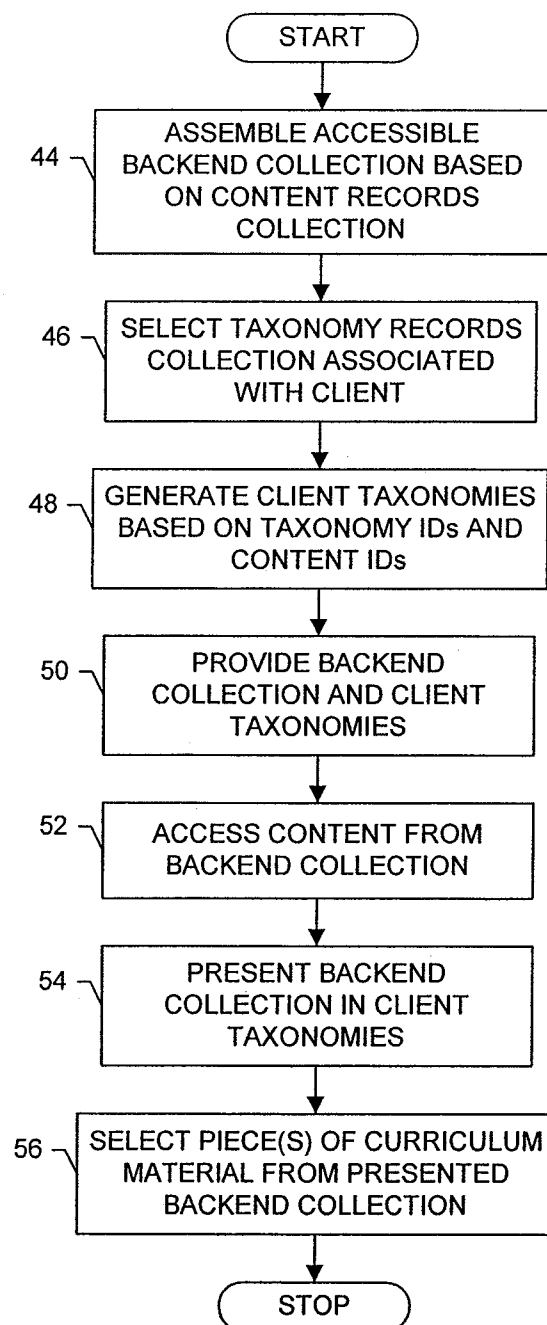 START
44
ASSEMBLE ACCESSIBLE
BACKEND COLLECTION BASED
ON CONTENT RECORDS
COLLECTION
46
SELECT TAXONOMY RECORDS
COLLECTION ASSOCIATED
WITH CLIENT
48
GENERATE CLIENT TAXONOMIES
BASED ON TAXONOMY IDs AND
CONTENT IDs
50
PROVIDE BACKEND
COLLECTION AND CLIENT
TAXONOMIES
52
ACCESS CONTENT FROM
BACKEND COLLECTION
54
PRESENT BACKEND
COLLECTION IN CLIENT
TAXONOMIES
56
SELECT PIECE(S) OF CURRICULUM
MATERIAL FROM PRESENTED
BACKEND COLLECTION
STOP